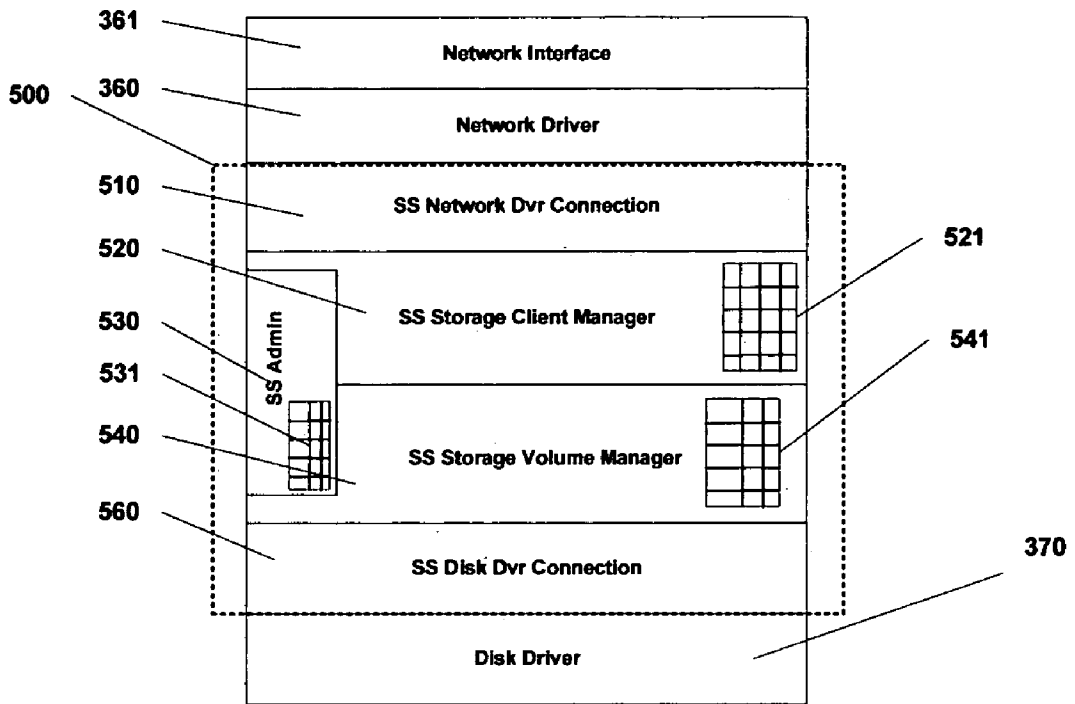 361
Network Interface
360
500
Network Driver
510
SS Network Dvr Connection
520
521
SS Storage Client Manager
530
SS Admin
541
531
540
SS Storage Volume Manager
560
370
SS Disk Dvr Connection
Disk Driver